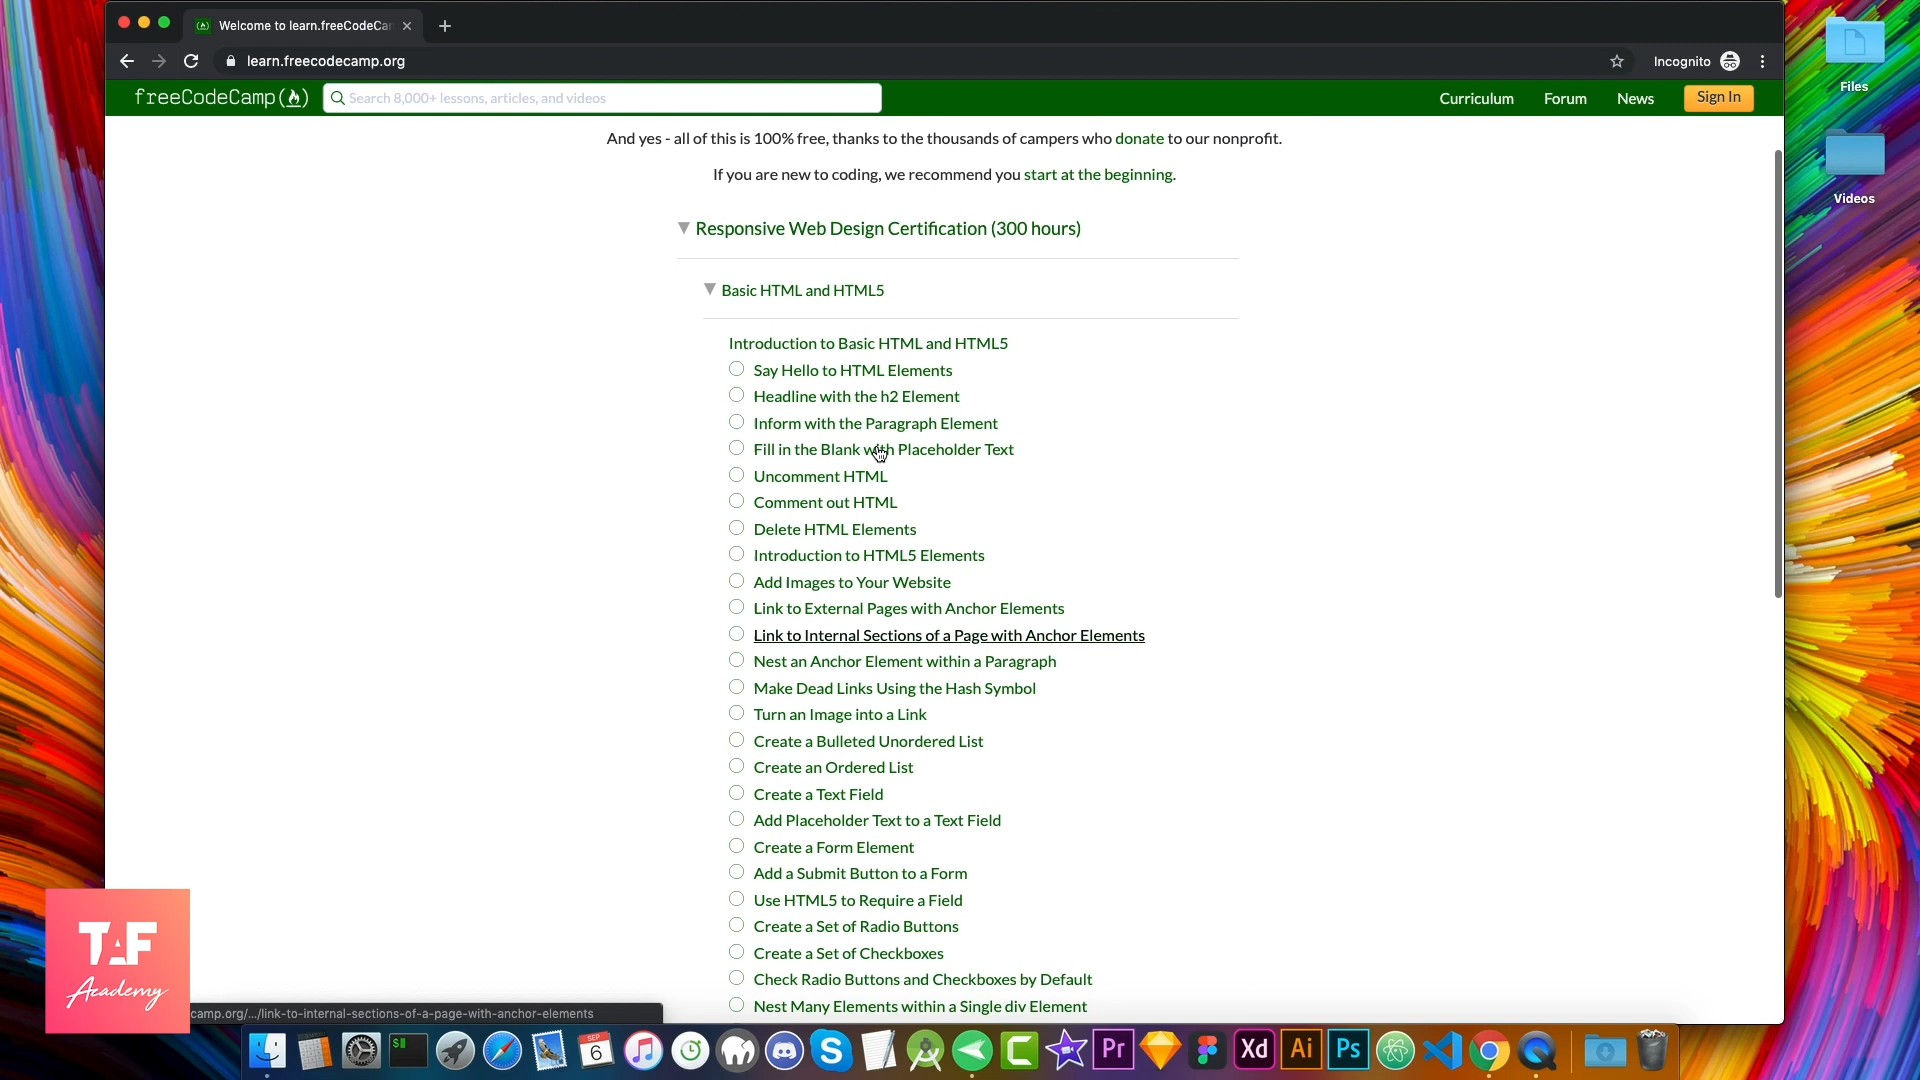 Welcome to learn.freeCodeCa
learn.freecodecamp.org
Incognito
freeCodeCamp
Search 8,000+ lessons, articles, and videos
Curriculum
Forum
News
Sign In
And yes - all of this is 100% free, thanks to the thousands of campers who donate to our nonprofit.
If you are new to coding, we recommend you start at the beginning.
Responsive Web Design Certification (300 hours)
Basic HTML and HTML5
Introduction to Basic HTML and HTML5
Say Hello to HTML Elements
Headline with the h2 Element
Inform with the Paragraph Element
Fill in the Blank with Placeholder Text
Uncomment HTML
Comment out HTML
Delete HTML Elements
Introduction to HTML5 Elements
Add Images to Your Website
Link to External Pages with Anchor Elements
Link to Internal Sections of a Page with Anchor Elements
Nest an Anchor Element within a Paragraph
Make Dead Links Using the Hash Symbol
Turn an Image into a Link
Create a Bulleted Unordered List
Create an Ordered List
Create a Text Field
Add Placeholder Text to a Text Field
Create a Form Element
Add a Submit Button to a Form
Use HTML5 to Require a Field
Create a Set of Radio Buttons
Create a Set of Checkboxes
Check Radio Buttons and Checkboxes by Default
Nest Many Elements within a Single div Element
Files
Videos
TAF
Academy
camp.org/.../link-to-internal-sections-of-a-page-with-anchor-elements
$
SEP
6
Pr
Xd
Ai
Ps